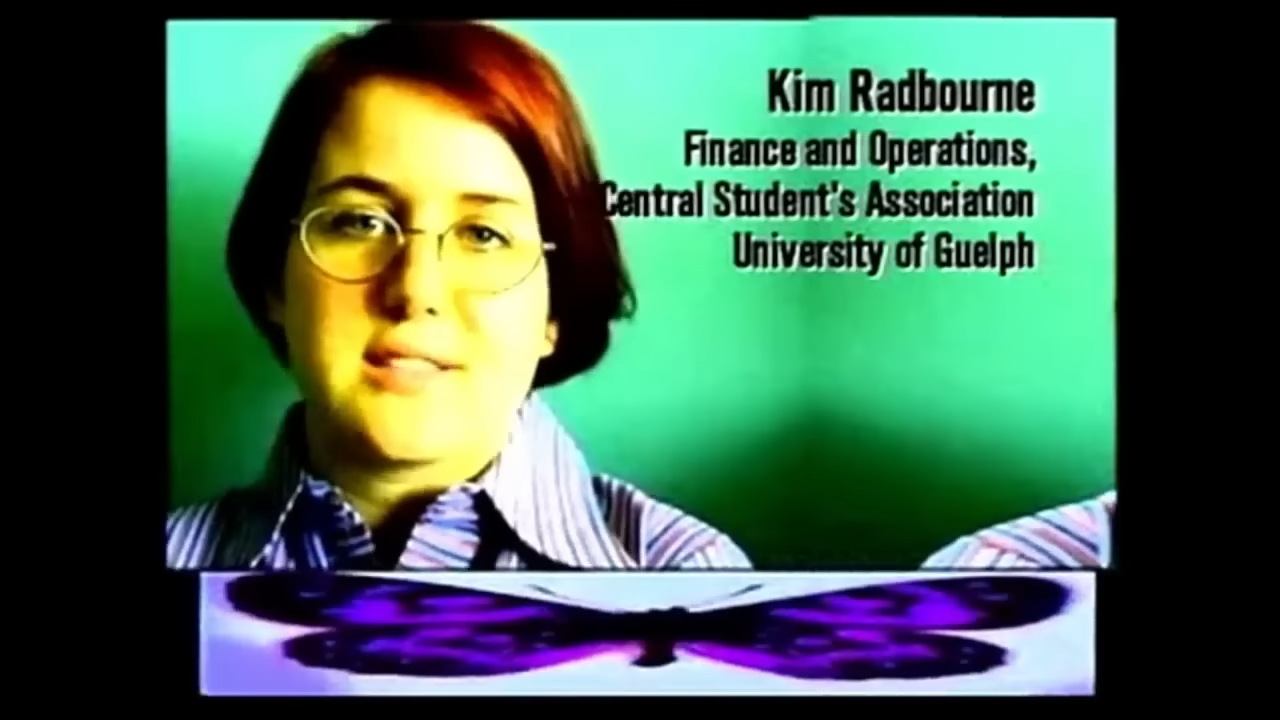 Kim Radbourne
Finance and Operations,
Central Student's Association
University of Guelph